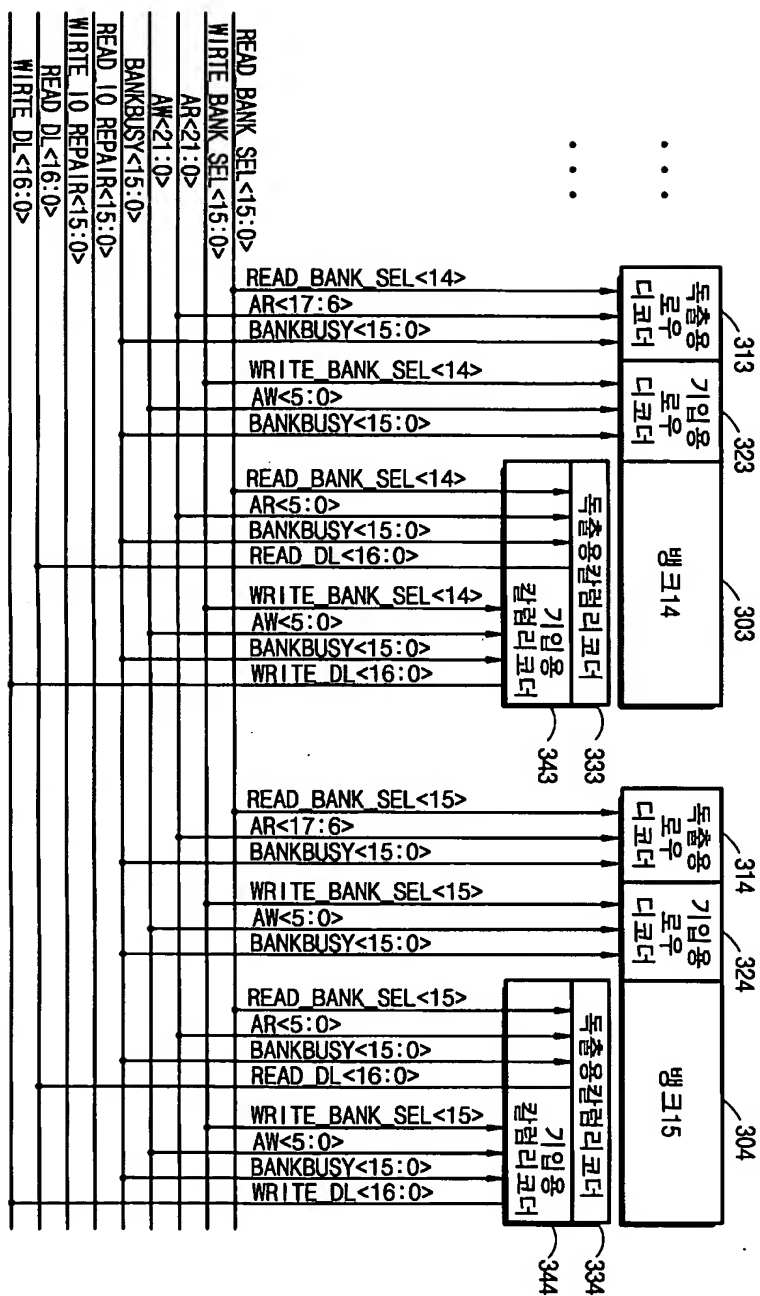 READ BANK SEL<15:0>
WIRTE BANK SEL<15:0>
AR<21:0>
AW<21:0>
BANKBUSY<15:0>
READ IO REPAIR<15:0>
WIRTE IO REPAIR<15:0>
READ DL<16:0>
WIRTE DL<16:0>
READ_BANK_SEL<14>
AR<17:6>
BANKBUSY<15:0>
독출용
로우
디코더
313
WRITE_BANK_SEL<14>
AW<5:0>
BANKBUSY<15:0>
기입용
로우
디코더
323
READ_BANK_SEL<14>
AR<5:0>
BANKBUSY<15:0>
READ_DL<16:0>
WRITE_BANK_SEL<14>
AW<5:0>
BANKBUSY<15:0>
WRITE_DL<16:0>
뱅크14
303
독출용칼럼리코더
333
기입용
칼럼리코더
343
READ_BANK_SEL<15>
AR<17:6>
BANKBUSY<15:0>
독출용
로우
디코더
314
WRITE_BANK_SEL<15>
AW<5:0>
BANKBUSY<15:0>
기입용
로우
디코더
324
READ_BANK_SEL<15>
AR<5:0>
BANKBUSY<15:0>
READ_DL<16:0>
WRITE_BANK_SEL<15>
AW<5:0>
BANKBUSY<15:0>
WRITE_DL<16:0>
뱅크15
304
독출용칼럼리코더
334
기입용
칼럼리코더
344